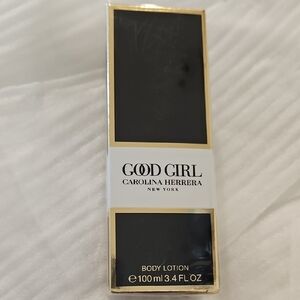 GOOD GIRL
CAROLINA HERRERA
NEW YORK
BODY LOTION
℮ 100 ml 3.4 FL OZ